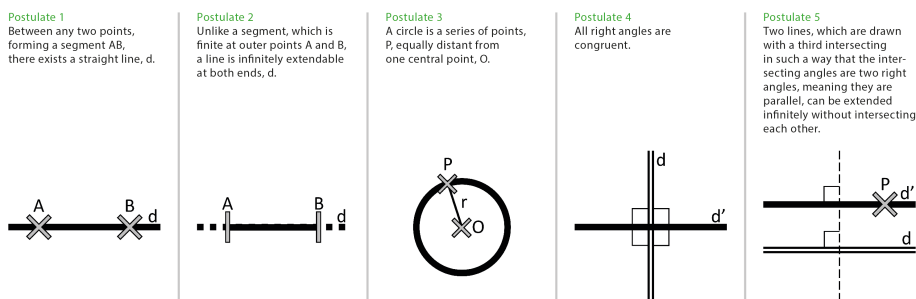 Postulate 1
Between any two points,
forming a segment AB,
there exists a straight line, d.
A
B
d
Postulate 2
Unlike a segment, which is
finite at outer points A and B,
a line is infinitely extendable
at both ends, d.
A
B
d
Postulate 3
A circle is a series of points,
P, equally distant from
one central point, O.
P
r
O
Postulate 4
All right angles are
congruent.
d
d’
Postulate 5
Two lines, which are drawn
with a third intersecting
in such a way that the inter-
secting angles are two right
angles, meaning they are
parallel, can be extended
infinitely without intersecting
each other.
P
d’
d